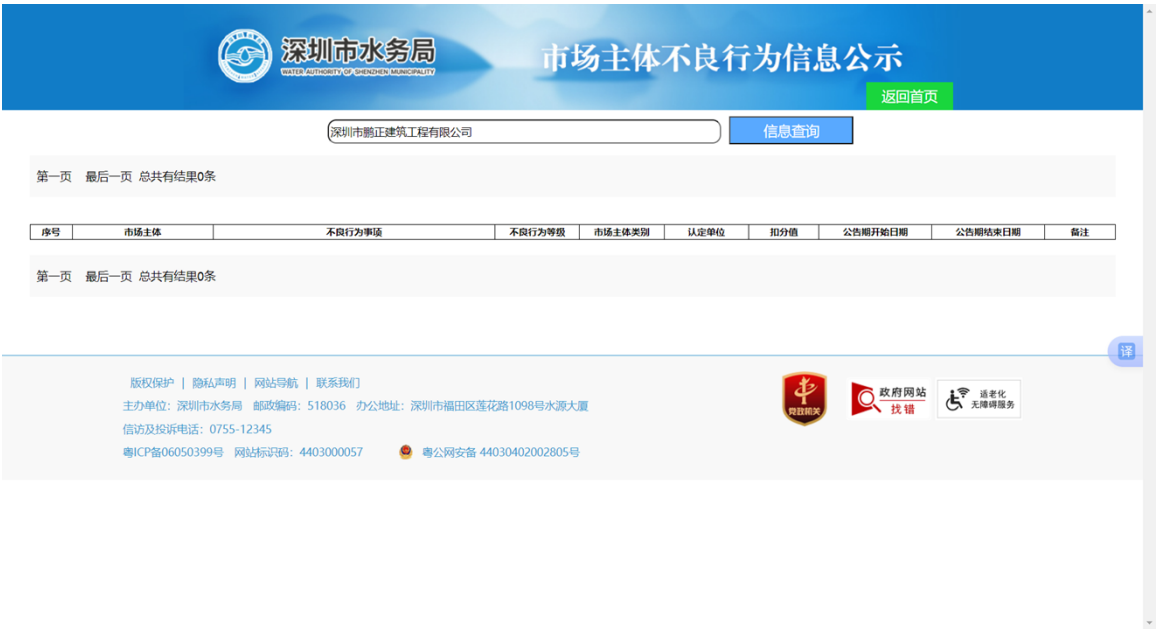 深圳市水务局
WATER AUTHORITY OF SHENZHEN MUNICIPALITY
市场主体不良行为信息公示
返回首页
深圳市鹏正建筑工程有限公司 信息查询
第一页 最后一页 总共有结果0条
序号 市场主体 不良行为事项 不良行为等级 市场主体类别 认定单位 扣分值 公告期开始日期 公告期结束日期 备注
第一页 最后一页 总共有结果0条
译
版权保护 | 隐私声明 | 网站导航 | 联系我们
主办单位：深圳市水务局 邮政编码：518036 办公地址：深圳市福田区莲花路1098号水源大厦
信访及投诉电话：0755-12345
粤ICP备06050399号 网站标识码：4403000057 粤公网安备 44030402002805号
党政机关
政府网站
找错
适老化
无障碍服务